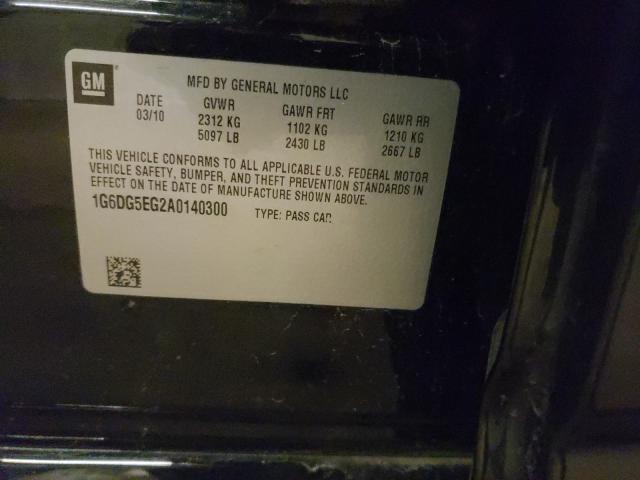 GM
MFD BY GENERAL MOTORS LLC
DATE GVWR GAWR FRT GAWR RR
03/10 2312 KG 1102 KG 1210 KG
5097 LB 2430 LB 2667 LB
THIS VEHICLE CONFORMS TO ALL APPLICABLE U.S. FEDERAL MOTOR
VEHICLE SAFETY, BUMPER, AND THEFT PREVENTION STANDARDS IN
EFFECT ON THE DATE OF MANUFACTURE SHOWN ABOVE.
1G6DG5EG2A0140300 TYPE: PASS CAR